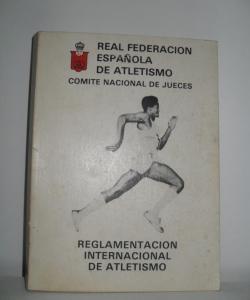 REAL FEDERACION
ESPAÑOLA
DE ATLETISMO
COMITE NACIONAL DE JUECES
REGLAMENTACION
INTERNACIONAL
DE ATLETISMO